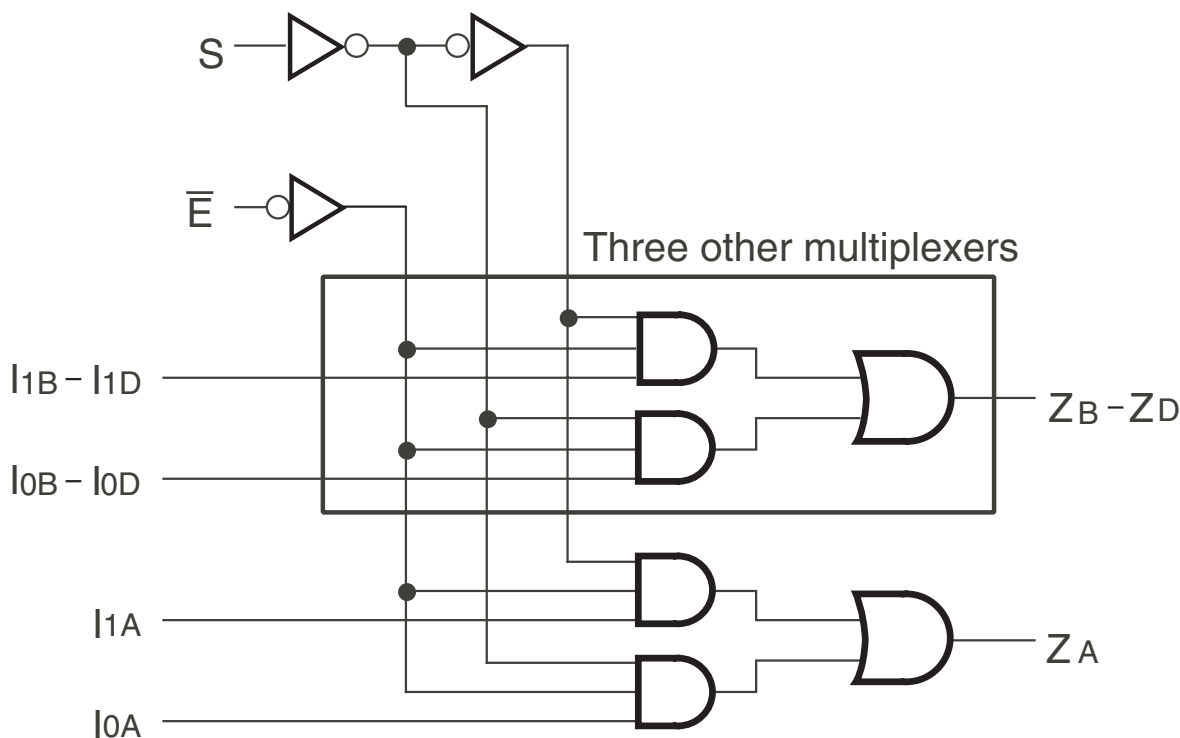 S
E̅
Three other multiplexers
I1B – I1D
ZB – ZD
I0B – I0D
I1A
ZA
I0A